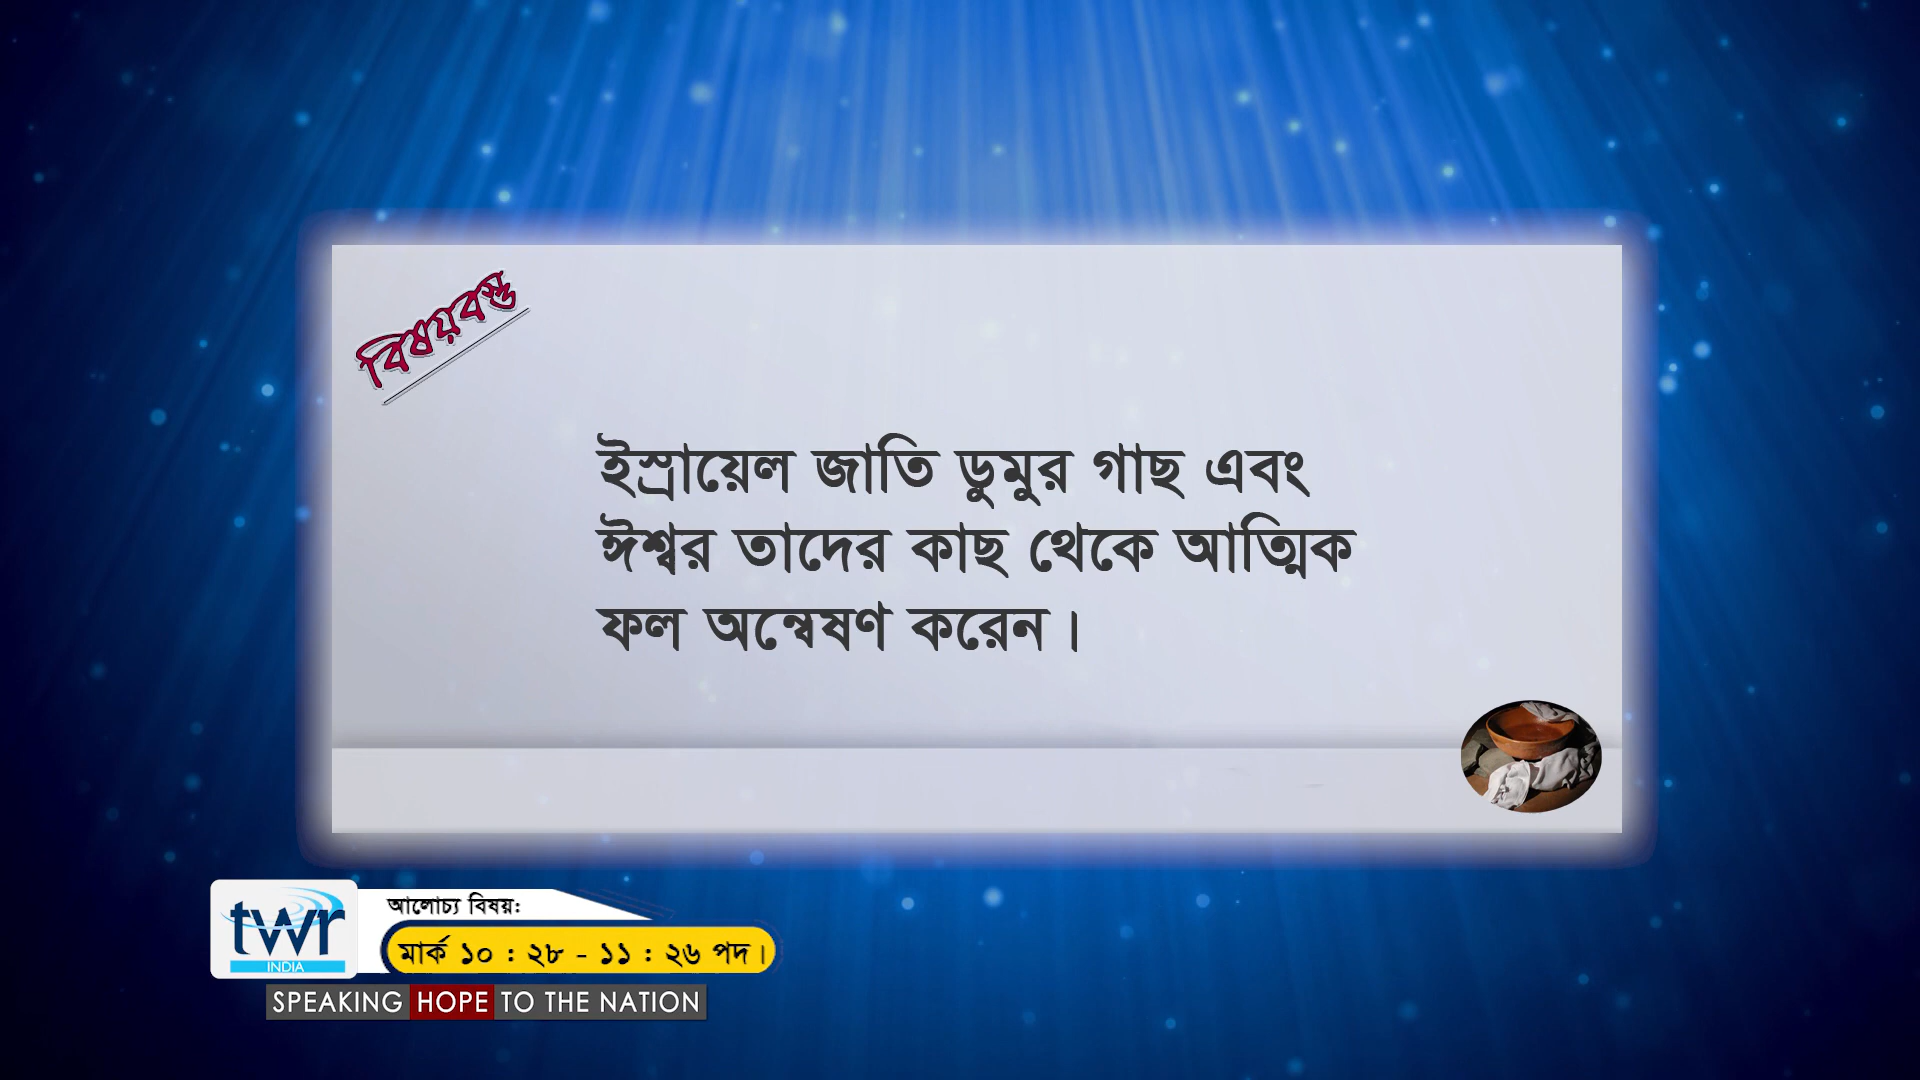 বিষয়বস্তু
ইস্রায়েল জাতি ডুমুর গাছ এবং
ঈশ্বর তাদের কাছ থেকে আত্মিক
ফল অন্বেষণ করেন।
twr
INDIA
আলোচ্য বিষয়:
মার্ক ১০ : ২৮ - ১১ : ২৬ পদ।
SPEAKING HOPE TO THE NATION